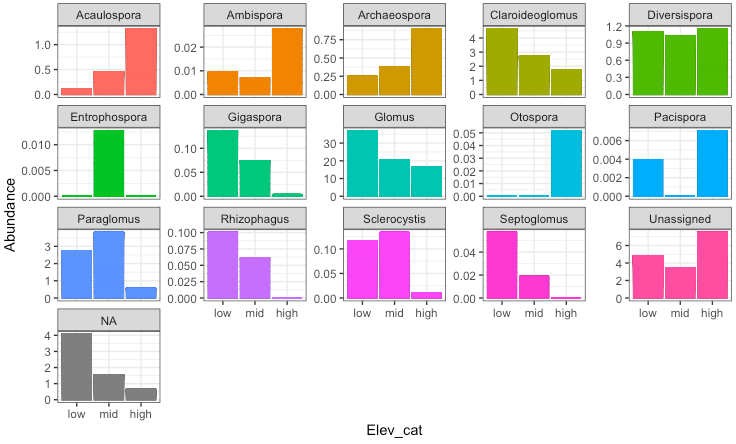 Acaulospora Ambispora Archaeospora Claroideoglomus Diversispora
1.0 0.5 0.0
0.02 0.01 0.00
0.75 0.50 0.25 0.00
4 3 2 1 0
1.2 0.9 0.6 0.3 0.0
Entrophospora Gigaspora Glomus Otospora Pacispora
0.010 0.005 0.000
0.10 0.05 0.00
30 20 10 0
0.05 0.04 0.03 0.02 0.01 0.00
0.006 0.004 0.002 0.000
Abundance
Paraglomus Rhizophagus Sclerocystis Septoglomus Unassigned
3 2 1 0
0.100 0.075 0.050 0.025 0.000
0.10 0.05 0.00
0.04 0.02 0.00
6 4 2 0
low mid high low mid high low mid high low mid high
NA
4 3 2 1 0
low mid high
Elev_cat